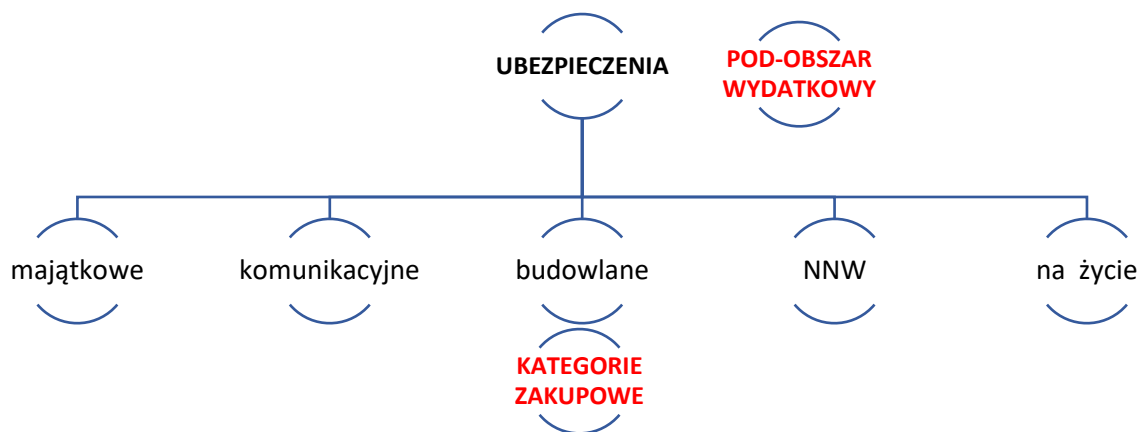 UBEZPIECZENIA
POD-OBSZAR
WYDATKOWY
majątkowe
komunikacyjne
budowlane
NNW
na życie
KATEGORIE
ZAKUPOWE